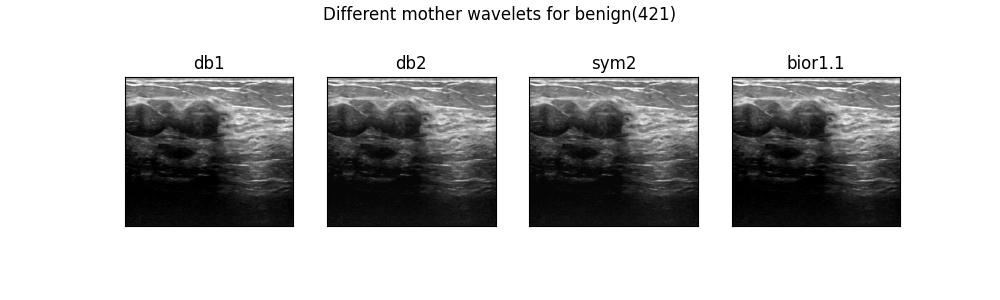 Different mother wavelets for benign(421)
db1
db2
sym2
bior1.1